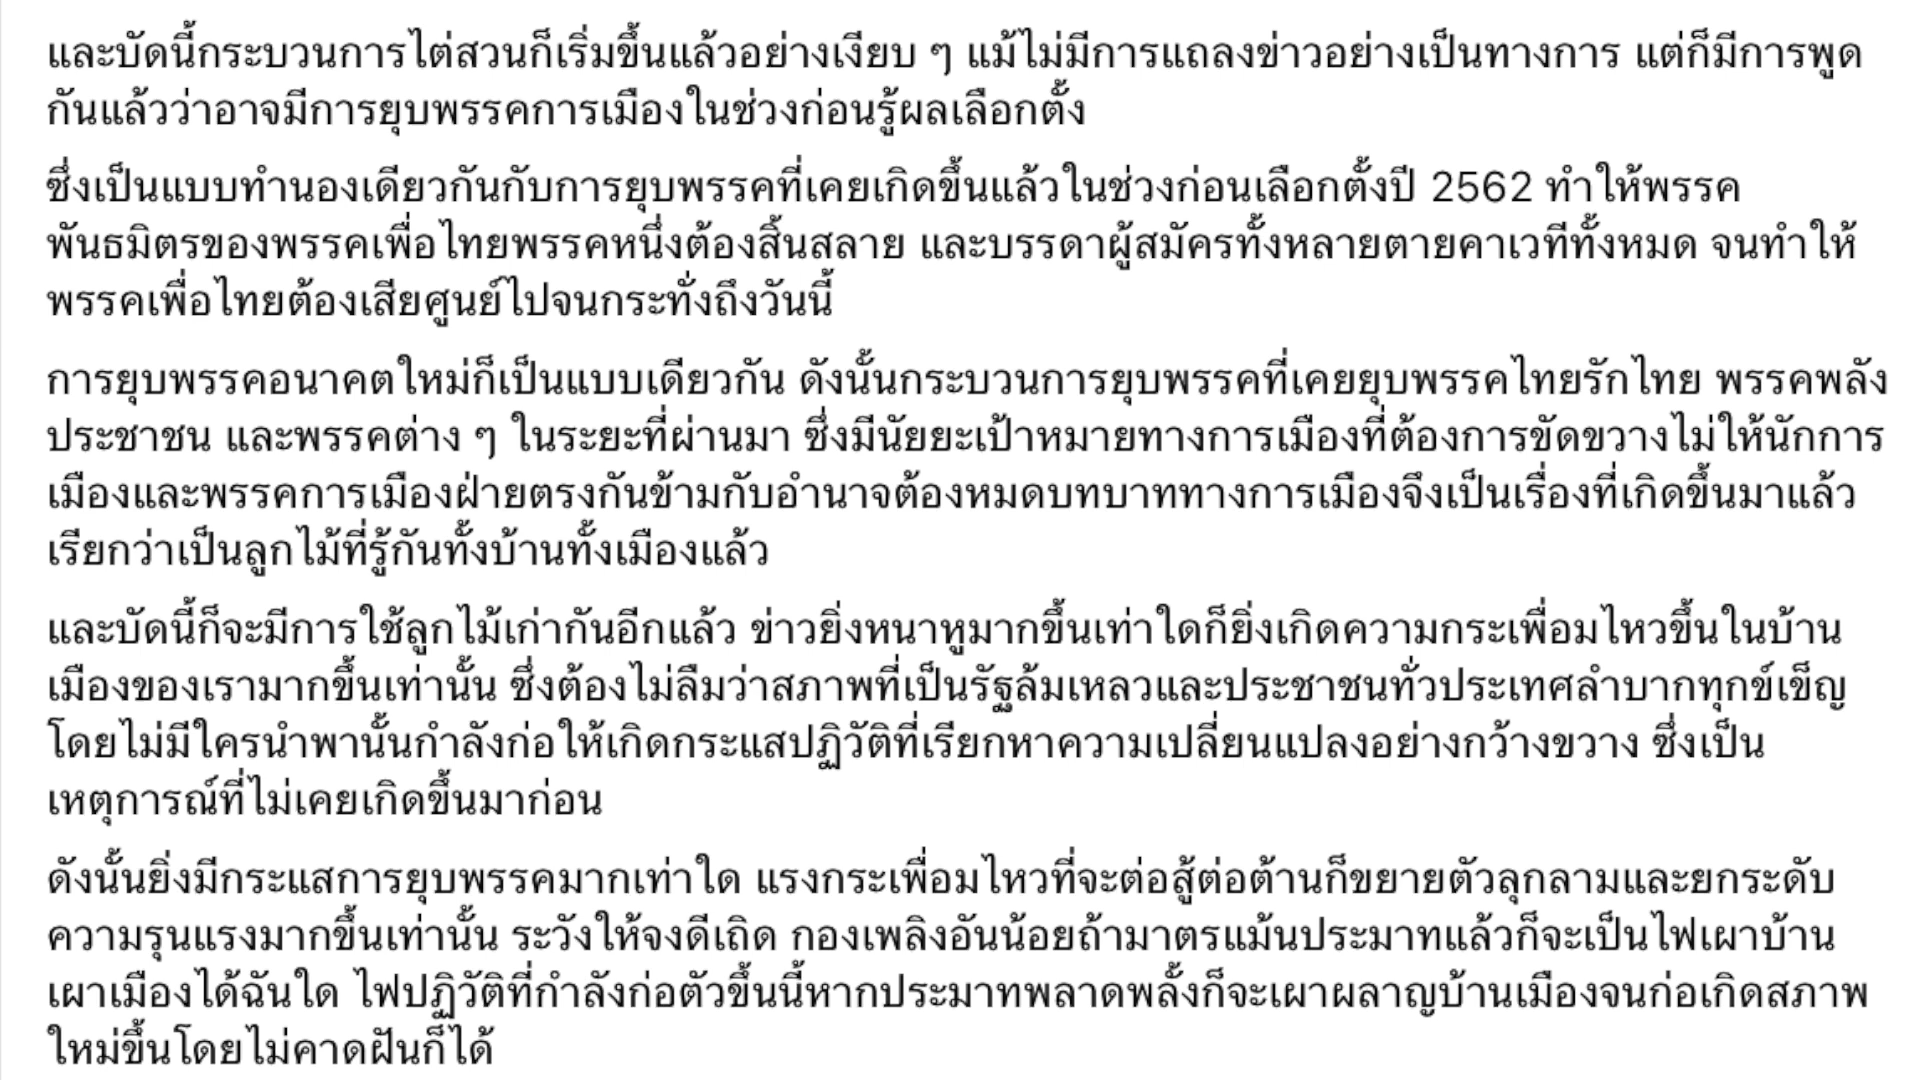 และบัดนี้กระบวนการไต่สวนก็เริ่มขึ้นแล้วอย่างเงียบ ๆ แม้ไม่มีการแถลงข่าวอย่างเป็นทางการ แต่ก็มีการพูด
กันแล้วว่าอาจมีการยุบพรรคการเมืองในช่วงก่อนรู้ผลเลือกตั้ง
ซึ่งเป็นแบบทำนองเดียวกันกับการยุบพรรคที่เคยเกิดขึ้นแล้วในช่วงก่อนเลือกตั้งปี 2562 ทำให้พรรค
พันธมิตรของพรรคเพื่อไทยพรรคหนึ่งต้องสิ้นสลาย และบรรดาผู้สมัครทั้งหลายตายคาเวทีทั้งหมด จนทำให้
พรรคเพื่อไทยต้องเสียศูนย์ไปจนกระทั่งถึงวันนี้
การยุบพรรคอนาคตใหม่ก็เป็นแบบเดียวกัน ดังนั้นกระบวนการยุบพรรคที่เคยยุบพรรคไทยรักไทย พรรคพลัง
ประชาชน และพรรคต่าง ๆ ในระยะที่ผ่านมา ซึ่งมีนัยยะเป้าหมายทางการเมืองที่ต้องการขัดขวางไม่ให้นักการ
เมืองและพรรคการเมืองฝ่ายตรงกันข้ามกับอำนาจต้องหมดบทบาททางการเมืองจึงเป็นเรื่องที่เกิดขึ้นมาแล้ว
เรียกว่าเป็นลูกไม้ที่รู้กันทั้งบ้านทั้งเมืองแล้ว
และบัดนี้ก็จะมีการใช้ลูกไม้เก่ากันอีกแล้ว ข่าวยิ่งหนาหูมากขึ้นเท่าใดก็ยิ่งเกิดความกระเพื่อมไหวขึ้นในบ้าน
เมืองของเรามากขึ้นเท่านั้น ซึ่งต้องไม่ลืมว่าสภาพที่เป็นรัฐล้มเหลวและประชาชนทั่วประเทศลำบากทุกข์เข็ญ
โดยไม่มีใครนำพานั้นกำลังก่อให้เกิดกระแสปฏิวัติที่เรียกหาความเปลี่ยนแปลงอย่างกว้างขวาง ซึ่งเป็น
เหตุการณ์ที่ไม่เคยเกิดขึ้นมาก่อน
ดังนั้นยิ่งมีกระแสการยุบพรรคมากเท่าใด แรงกระเพื่อมไหวที่จะต่อสู้ต่อต้านก็ขยายตัวลุกลามและยกระดับ
ความรุนแรงมากขึ้นเท่านั้น ระวังให้จงดีเถิด กองเพลิงอันน้อยถ้ามาตรแม้นประมาทแล้วก็จะเป็นไฟเผาบ้าน
เผาเมืองได้ฉันใด ไฟปฏิวัติที่กำลังก่อตัวขึ้นนี้หากประมาทพลาดพลั้งก็จะเผาผลาญบ้านเมืองจนก่อเกิดสภาพ
ใหม่ขึ้นโดยไม่คาดฝันก็ได้